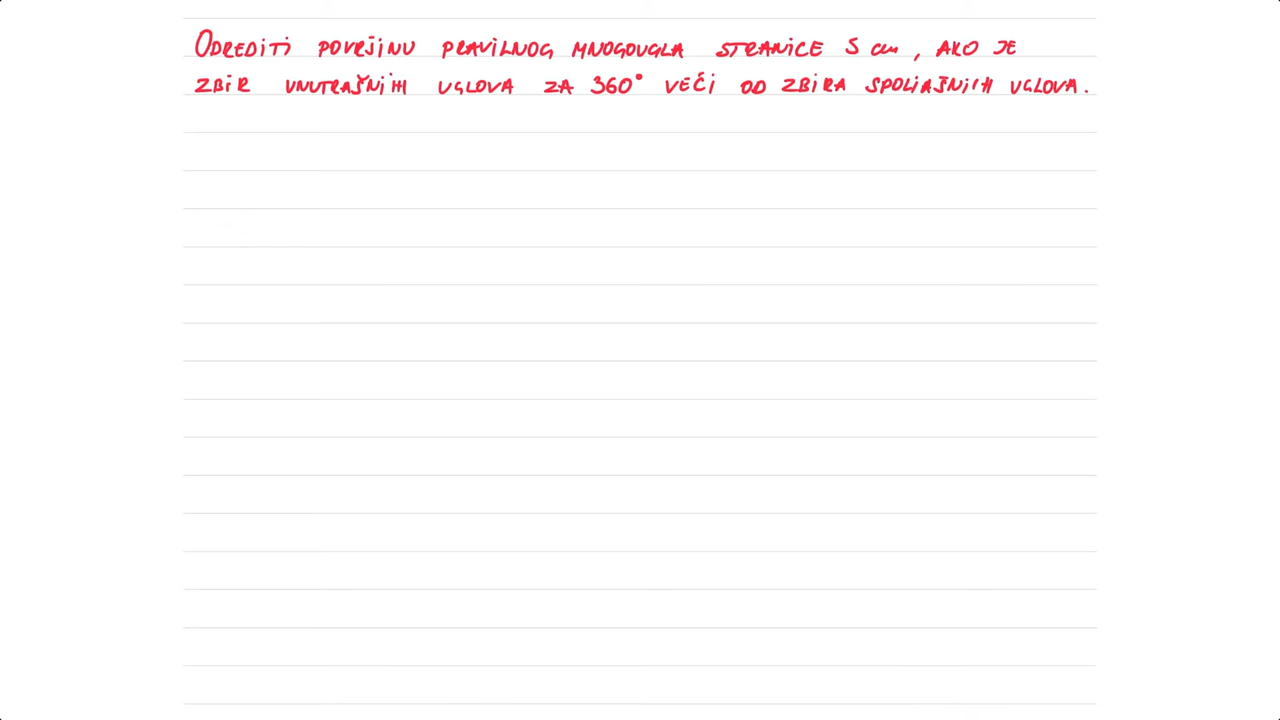 ODREDITI POVRŠINU PRAVILNOG MNOGOUGLA STRANICE 5 cm, AKO JE
ZBIR UNUTRAŠNJIH UGLOVA ZA 360° VEĆI OD ZBIRA SPOLJAŠNJIH UGLOVA.